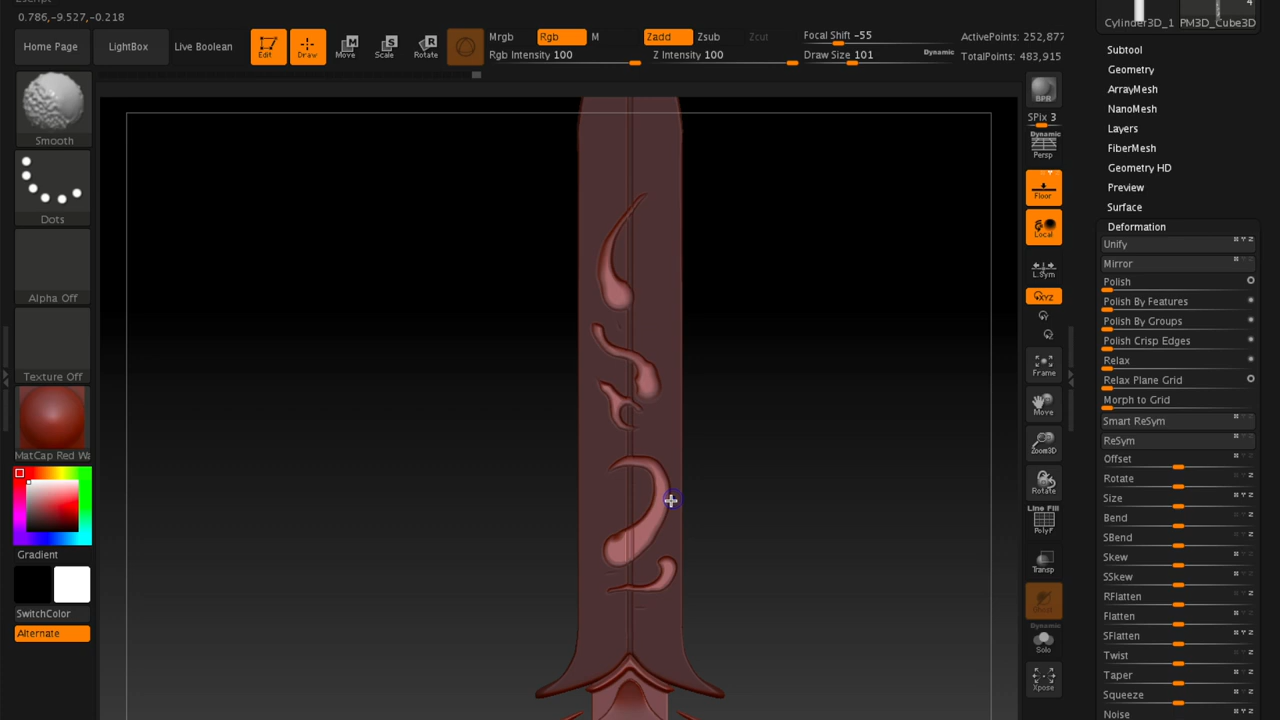 0.786,-9.527,-0.218
Home Page
LightBox
Live Boolean
Edit
Draw
Move
Scale
Rotate
Mrgb
Rgb
M
Rgb Intensity 100
Zadd
Zsub
Zcut
Z Intensity 100
Focal Shift -55
Draw Size 101
Dynamic
ActivePoints: 252,877
TotalPoints: 483,915
Smooth
Dots
Alpha Off
Texture Off
MatCap Red Wa
Gradient
SwitchColor
Alternate
BPR
SPix 3
Dynamic
Persp
Floor
Local
L.Sym
XYZ
Frame
Move
Zoom3D
Rotate
Line Fill
PolyF
Transp
Ghost
Dynamic
Solo
Xpose
4
Cylinder3D_1
PM3D_Cube3D
Subtool
Geometry
ArrayMesh
NanoMesh
Layers
FiberMesh
Geometry HD
Preview
Surface
Deformation
Unify
Mirror
Polish
Polish By Features
Polish By Groups
Polish Crisp Edges
Relax
Relax Plane Grid
Morph to Grid
Smart ReSym
ReSym
Offset
Rotate
Size
Bend
SBend
Skew
SSkew
RFlatten
Flatten
SFlatten
Twist
Taper
Squeeze
Noise